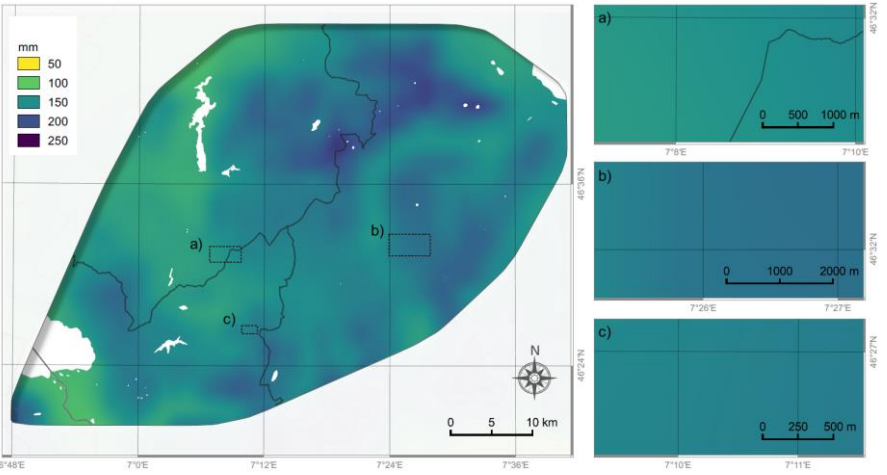 mm
50
100
150
200
250
a)
b)
c)
N
0 5 10 km
46°36'N
46°24'N
6°48'E
7°0'E
7°12'E
7°24'E
7°36'E
a)
46°32'N
0 500 1000 m
7°8'E
7°10'E
b)
46°32'N
0 1000 2000 m
7°26'E
7°27'E
c)
46°27'N
0 250 500 m
7°10'E
7°11'E